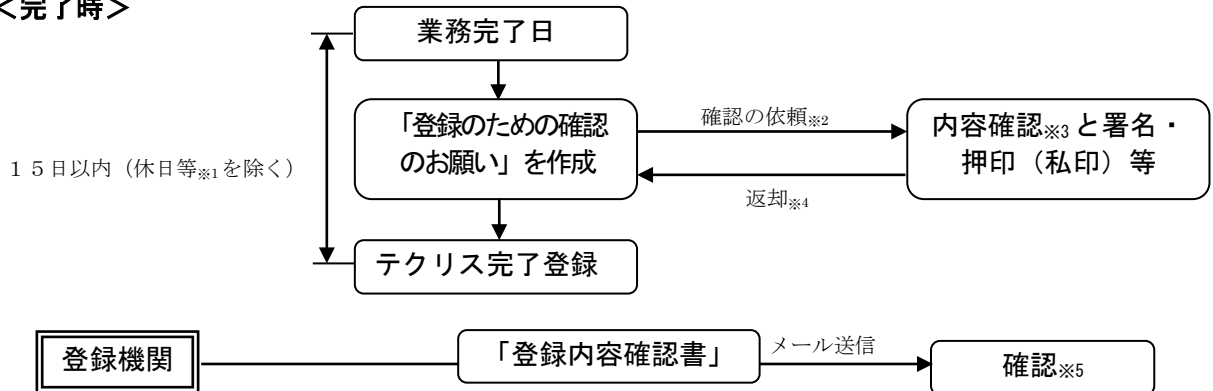 ＜完了時＞
業務完了日
「登録のための確認
のお願い」を作成
確認の依頼※2
内容確認※3と署名・
押印（私印）等
１５日以内（休日等※1を除く）
返却※4
テクリス完了登録
登録機関
「登録内容確認書」
メール送信
確認※5